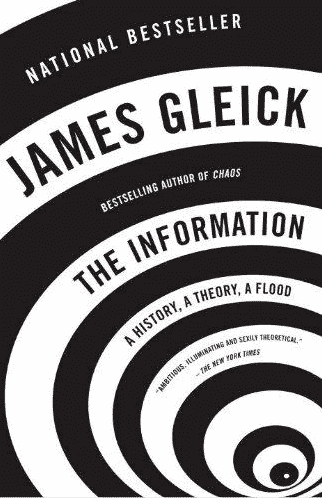 NATIONAL BESTSELLER
JAMES GLEICK
BESTSELLING AUTHOR OF CHAOS
THE INFORMATION
A HISTORY, A THEORY, A FLOOD
"AMBITIOUS, ILLUMINATING AND SEXILY THEORETICAL."
– THE NEW YORK TIMES